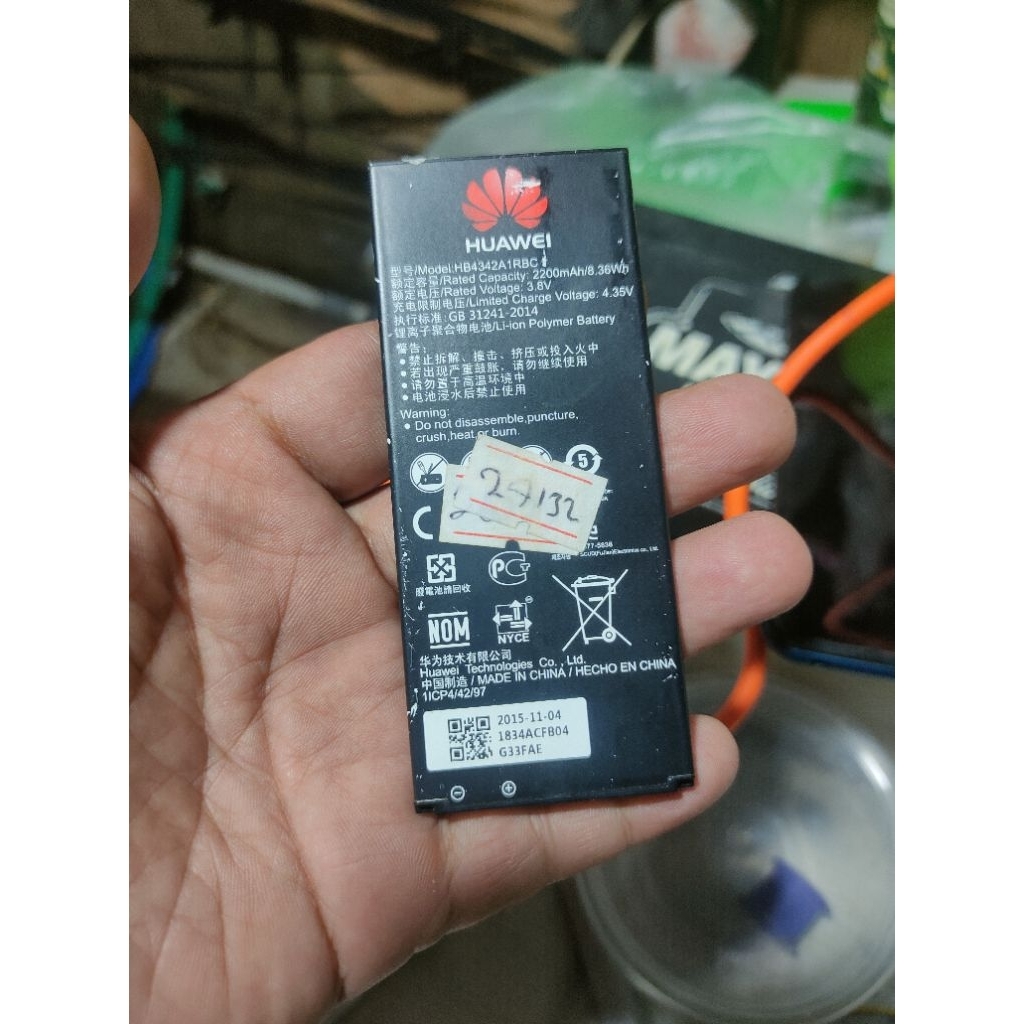 HUAWEI
型号/Model:HB4342A1RBC
额定容量/Rated Capacity: 2200mAh/8.36Wh
额定电压/Rated Voltage: 3.8V
充电限制电压/Limited Charge Voltage: 4.35V
执行标准: GB 31241-2014
锂离子聚合物电池/Li-ion Polymer Battery
警告:
● 禁止拆解、撞击、挤压或投入火中
● 若出现严重鼓胀, 请勿继续使用
● 请勿置于高温环境中
● 电池浸水后禁止使用
Warning:
● Do not disassemble,puncture,
crush,heat,or burn.
5
27132
廢電池請回收
NOM
NYCE
华为技术有限公司
Huawei Technologies Co., Ltd.
中国制造 / MADE IN CHINA / HECHO EN CHINA
1ICP4/42/97
2015-11-04
1834ACFB04
G33FAE
MAX